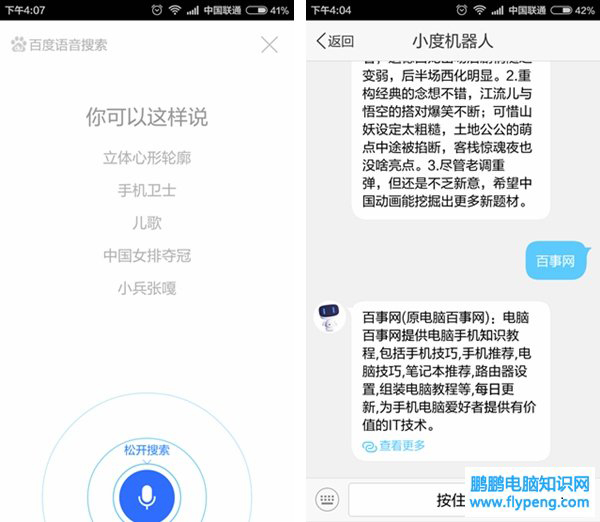 下午4:07
中国联通
41%
百度语音搜索
你可以这样说
立体心形轮廓
手机卫士
儿歌
中国女排夺冠
小兵张嘎
松开搜索
下午4:04
中国联通
42%
返回
小度机器人
变弱，后半场西化明显。2.重
构经典的念想不错，江流儿与
悟空的搭对爆笑不断；可惜山
妖设定太粗糙，土地公公的萌
点中途被掐断，客栈惊魂夜也
没啥亮点。3.尽管老调重
弹，但还是不乏新意，希望中
国动画能挖掘出更多新题材。
百事网
百事网(原电脑百事网)；电脑
百事网提供电脑手机知识教
程,包括手机技巧,手机推荐,电
脑技巧,笔记本推荐,路由器设
置,组装电脑教程等,每日更
新,为手机电脑爱好者提供有价
值的IT技术。
查看更多
按住
鹏鹏电脑知识网
www.flypeng.com